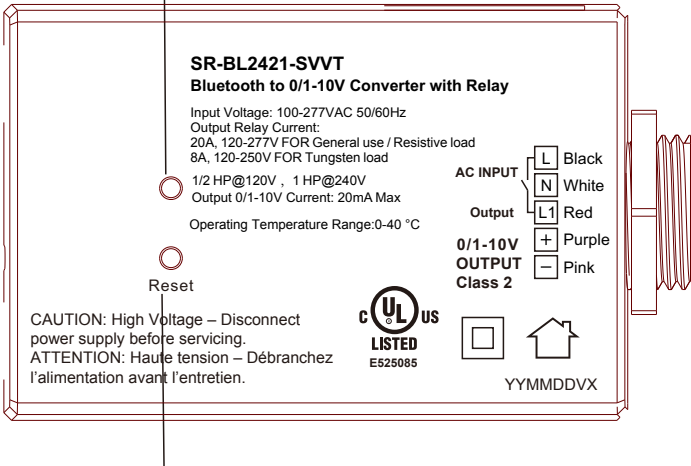 SR-BL2421-SVVT
Bluetooth to 0/1-10V Converter with Relay
Input Voltage: 100-277VAC 50/60Hz
Output Relay Current:
20A, 120-277V FOR General use / Resistive load
8A, 120-250V FOR Tungsten load
1/2 HP@120V , 1 HP@240V
Output 0/1-10V Current: 20mA Max
Operating Temperature Range:0-40 °C
AC INPUT
L Black
N White
Output L1 Red
0/1-10V
OUTPUT
Class 2
+ Purple
− Pink
Reset
CAUTION: High Voltage – Disconnect
power supply before servicing.
ATTENTION: Haute tension – Débranchez
l’alimentation avant l’entretien.
C UL US
LISTED
E525085
YYMMDDVX